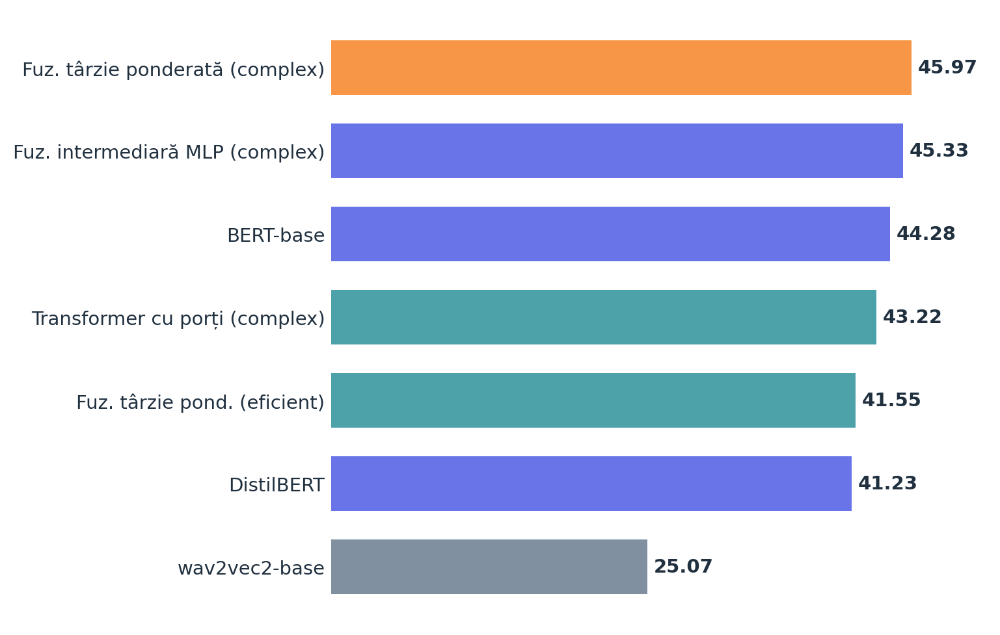 Fuz. târzie ponderată (complex) 45.97
Fuz. intermediară MLP (complex) 45.33
BERT-base 44.28
Transformer cu porți (complex) 43.22
Fuz. târzie pond. (eficient) 41.55
DistilBERT 41.23
wav2vec2-base 25.07